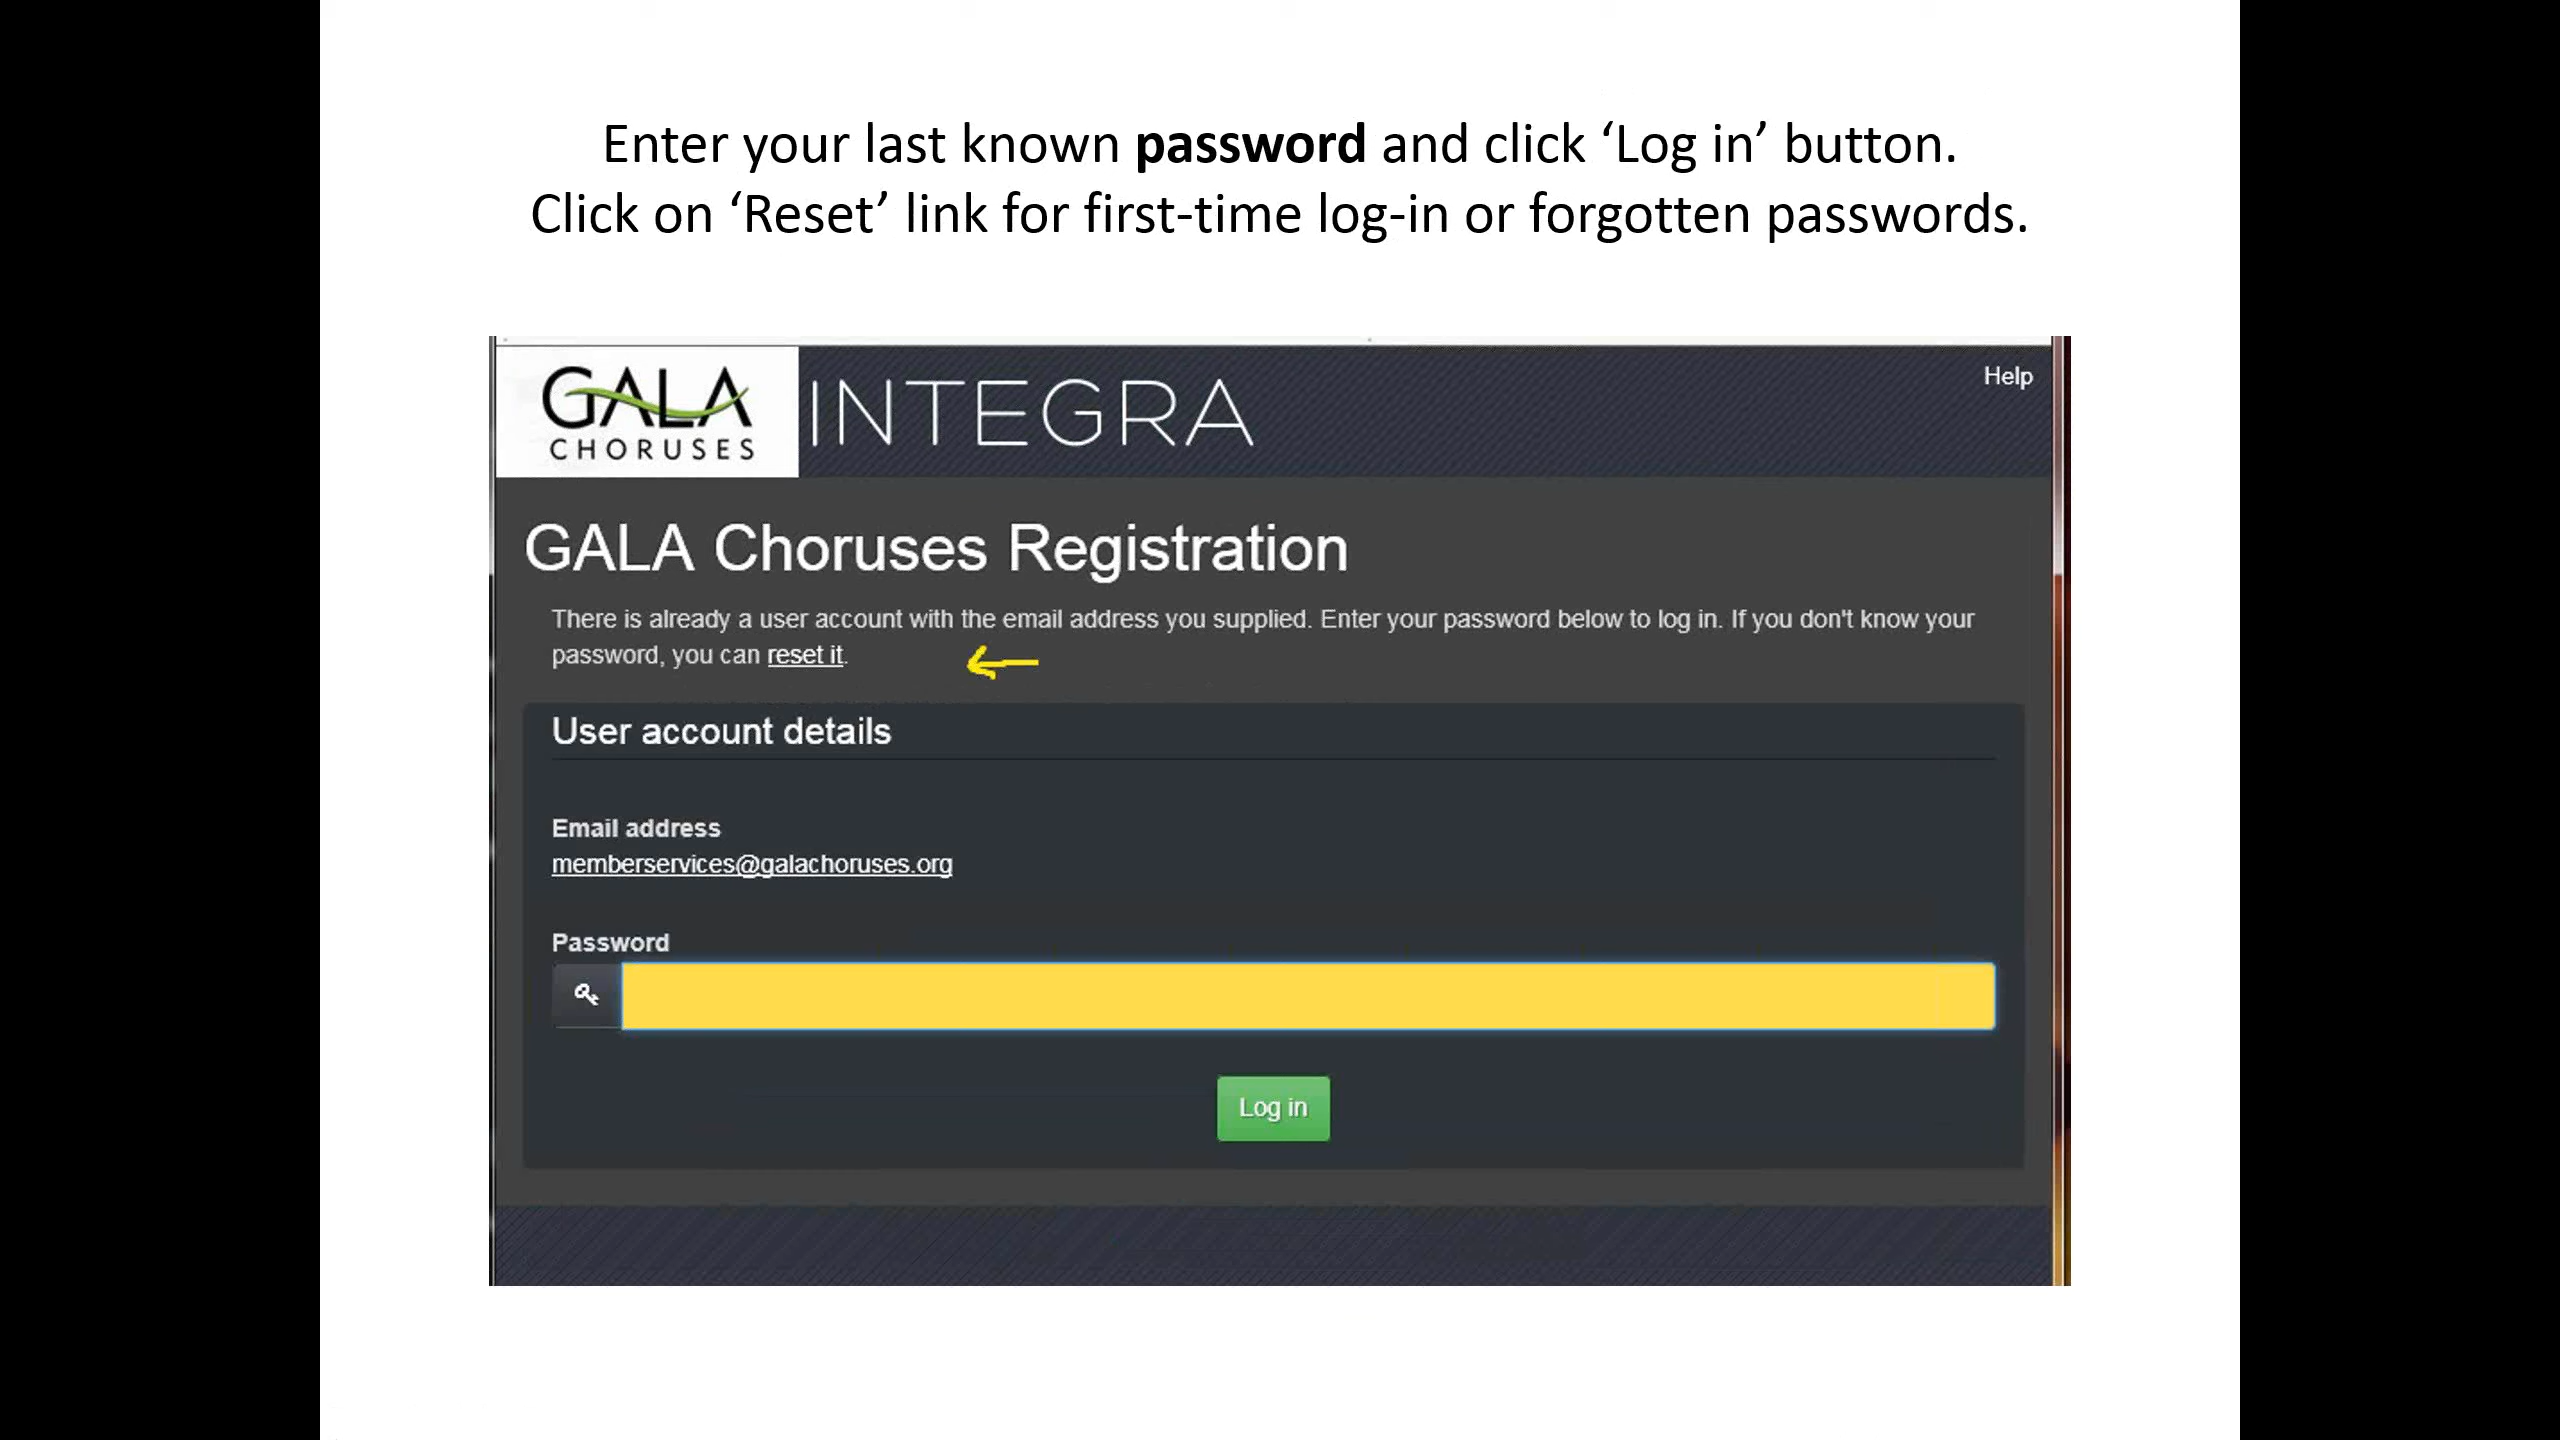 Enter your last known password and click ‘Log in’ button.
Click on ‘Reset’ link for first-time log-in or forgotten passwords.
GALA
CHORUSES
INTEGRA
Help
GALA Choruses Registration
There is already a user account with the email address you supplied. Enter your password below to log in. If you don't know your
password, you can reset it.
User account details
Email address
memberservices@galachoruses.org
Password
Log in